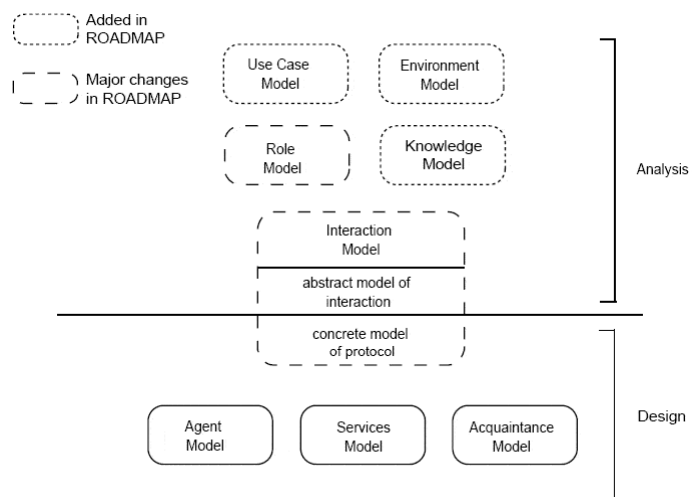 Added in
ROADMAP
Major changes
in ROADMAP
Use Case
Model
Environment
Model
Role
Model
Knowledge
Model
Analysis
Interaction
Model
abstract model of
interaction
concrete model
of protocol
Agent
Model
Services
Model
Acquaintance
Model
Design